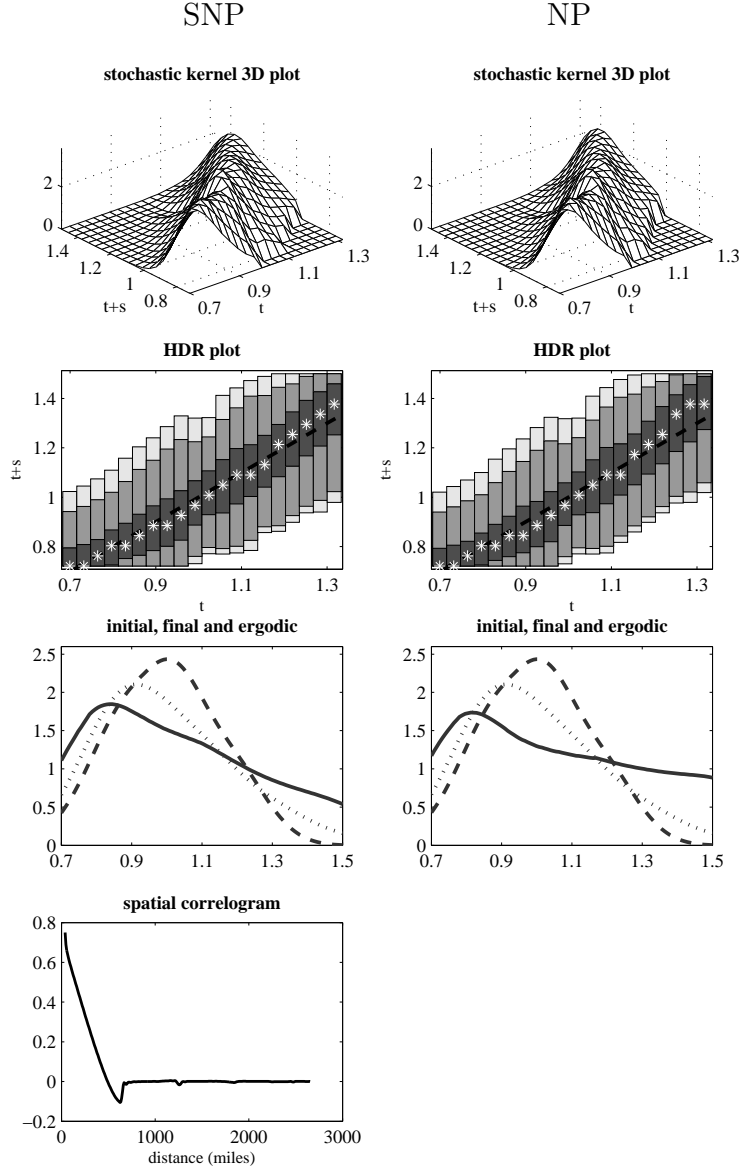 SNP NP
stochastic kernel 3D plot stochastic kernel 3D plot
2 2
0 0
1.4 1.3 1.4 1.3
1.2 1.1 1.2 1.1
1 0.9 1 0.9
0.8 0.8
t+s 0.7 t t+s 0.7 t
HDR plot HDR plot
1.4 1.4
1.2 1.2
t+s t+s
1 1
0.8 0.8
0.7 0.9 1.1 1.3 0.7 0.9 1.1 1.3
t t
initial, final and ergodic initial, final and ergodic
2.5 2.5
2 2
1.5 1.5
1 1
0.5 0.5
0 0
0.7 0.9 1.1 1.3 1.5 0.7 0.9 1.1 1.3 1.5
spatial correlogram
0.8
0.6
0.4
0.2
0
−0.2
0 1000 2000 3000
distance (miles)